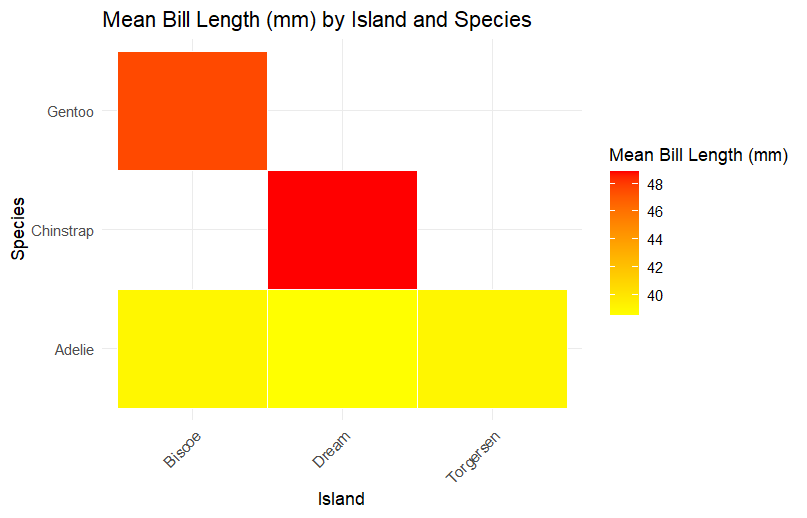 Mean Bill Length (mm) by Island and Species
Species
Gentoo
Chinstrap
Adelie
Biscoe
Dream
Torgersen
Island
Mean Bill Length (mm)
48
46
44
42
40